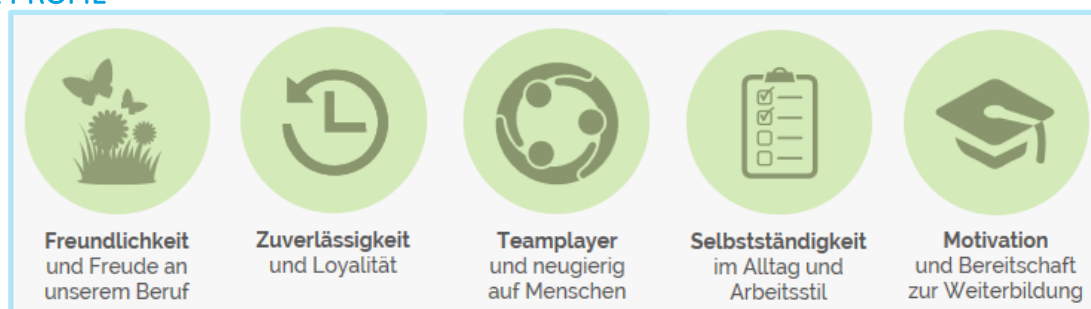 PROFIL
Freundlichkeit
und Freude an
unserem Beruf
Zuverlässigkeit
und Loyalität
Teamplayer
und neugierig
auf Menschen
Selbstständigkeit
im Alltag und
Arbeitsstil
Motivation
und Bereitschaft
zur Weiterbildung